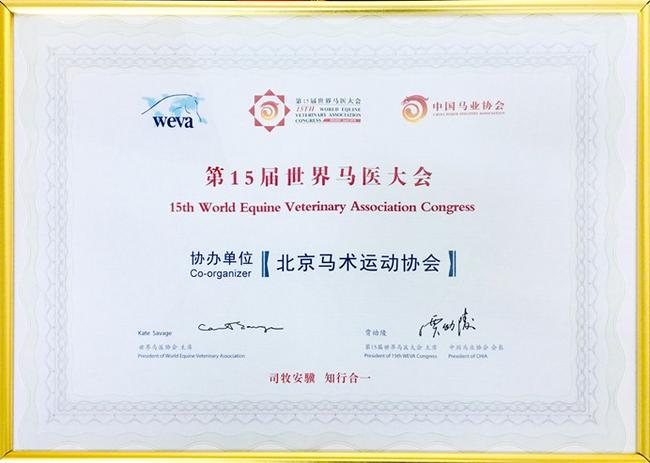 weva
第15届世界马医大会
15TH WORLD EQUINE
VETERINARY ASSOCIATION
CONGRESS
中国马业协会
CHINA HORSE INDUSTRY ASSOCIATION
第15届世界马医大会
15th World Equine Veterinary Association Congress
协办单位
Co-organizer
【北京马术运动协会】
Kate Savage
贾幼陵
世界马医协会 主席
President of World Equine Veterinary Association
第15届世界马医大会 主席
President of 15th WEVA Congress
中国马业协会 会长
President of CHIA
司牧安骥 知行合一